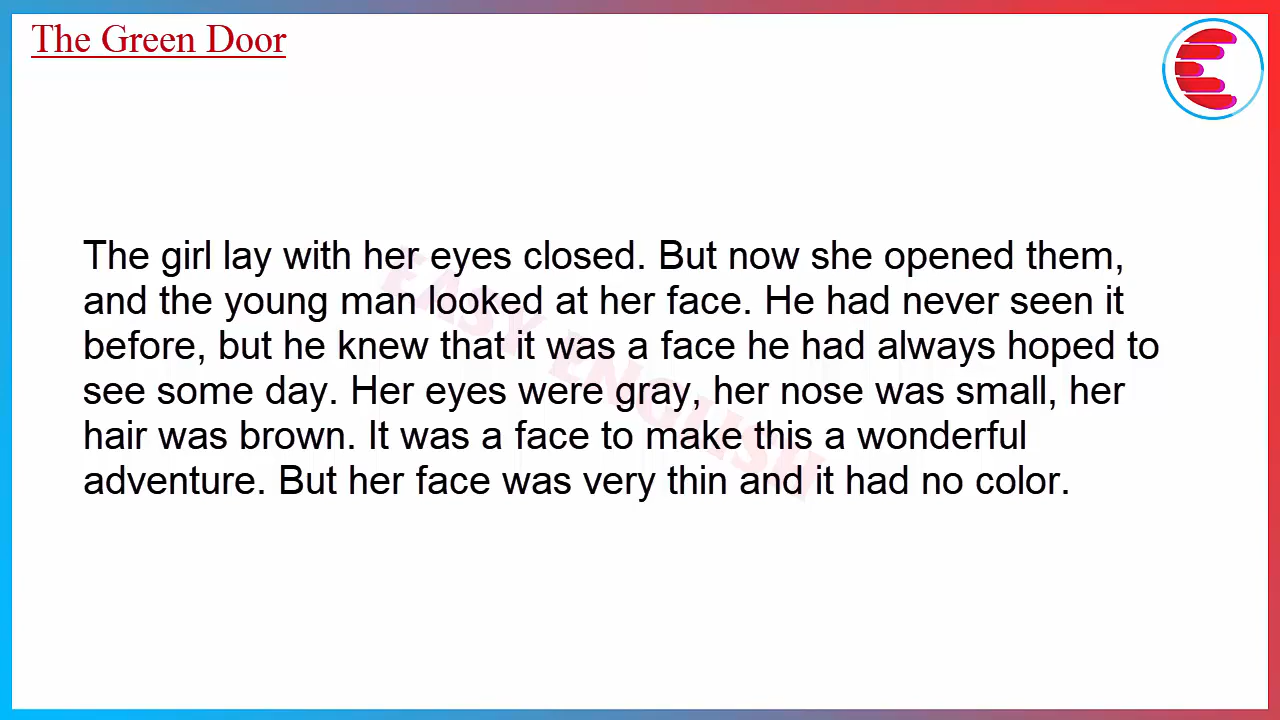 The Green Door
The girl lay with her eyes closed. But now she opened them,
and the young man looked at her face. He had never seen it
before, but he knew that it was a face he had always hoped to
see some day. Her eyes were gray, her nose was small, her
hair was brown. It was a face to make this a wonderful
adventure. But her face was very thin and it had no color.
EASY ENGLISH